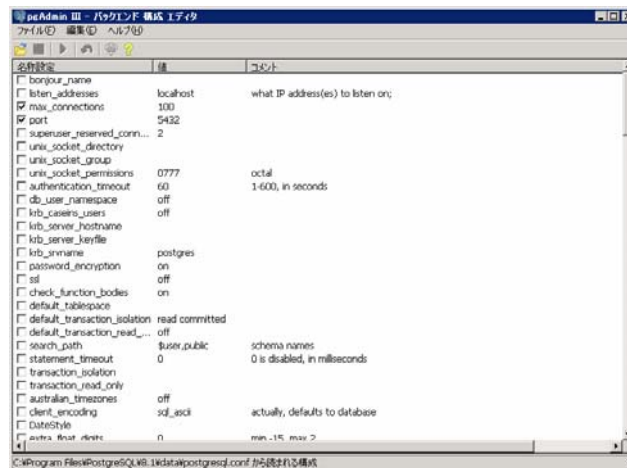 pgAdmin III - バックエンド 構成 エディタ
ファイル(F) 編集(E) ヘルプ(H)
名称設定 値 コメント
bonjour_name
listen_addresses localhost what IP address(es) to listen on;
max_connections 100
port 5432
superuser_reserved_conn... 2
unix_socket_directory
unix_socket_group
unix_socket_permissions 0777 octal
authentication_timeout 60 1-600, in seconds
db_user_namespace off
krb_caseins_users off
krb_server_hostname
krb_server_keyfile
krb_srvname postgres
password_encryption on
ssl off
check_function_bodies on
default_tablespace
default_transaction_isolation read committed
default_transaction_read_... off
search_path $user,public schema names
statement_timeout 0 0 is disabled, in milliseconds
transaction_isolation
transaction_read_only
australian_timezones off
client_encoding sql_ascii actually, defaults to database
DateStyle
extra_float_digits 0 min -15, max 2
C:¥Program Files¥PostgreSQL¥8.1¥data¥postgresql.conf から読まれる構成